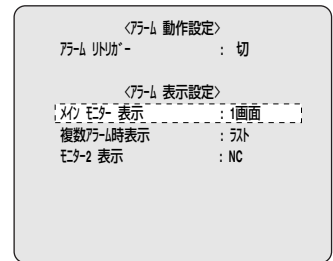 〈ｱﾗｰﾑ 動作設定〉
ｱﾗｰﾑ ﾘﾄﾘｶﾞｰ : 切
〈ｱﾗｰﾑ 表示設定〉
ﾒｲﾝ ﾓﾆﾀｰ 表示 : 1画面
複数ｱﾗｰﾑ時表示 : ﾗｽﾄ
ﾓﾆﾀｰ2 表示 : NC